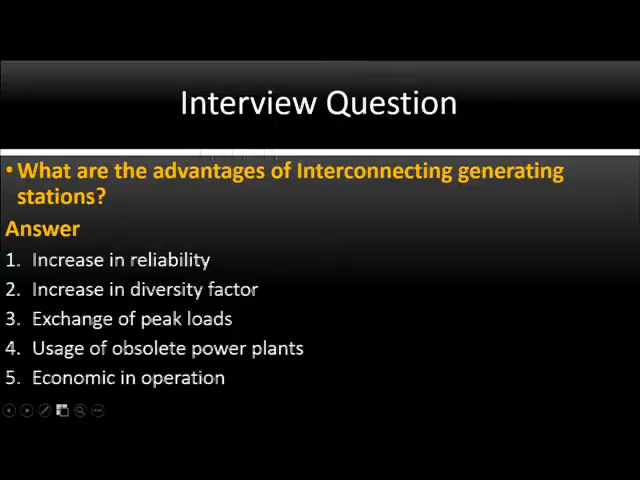 Interview Question
• What are the advantages of Interconnecting generating
stations?
Answer
1. Increase in reliability
2. Increase in diversity factor
3. Exchange of peak loads
4. Usage of obsolete power plants
5. Economic in operation